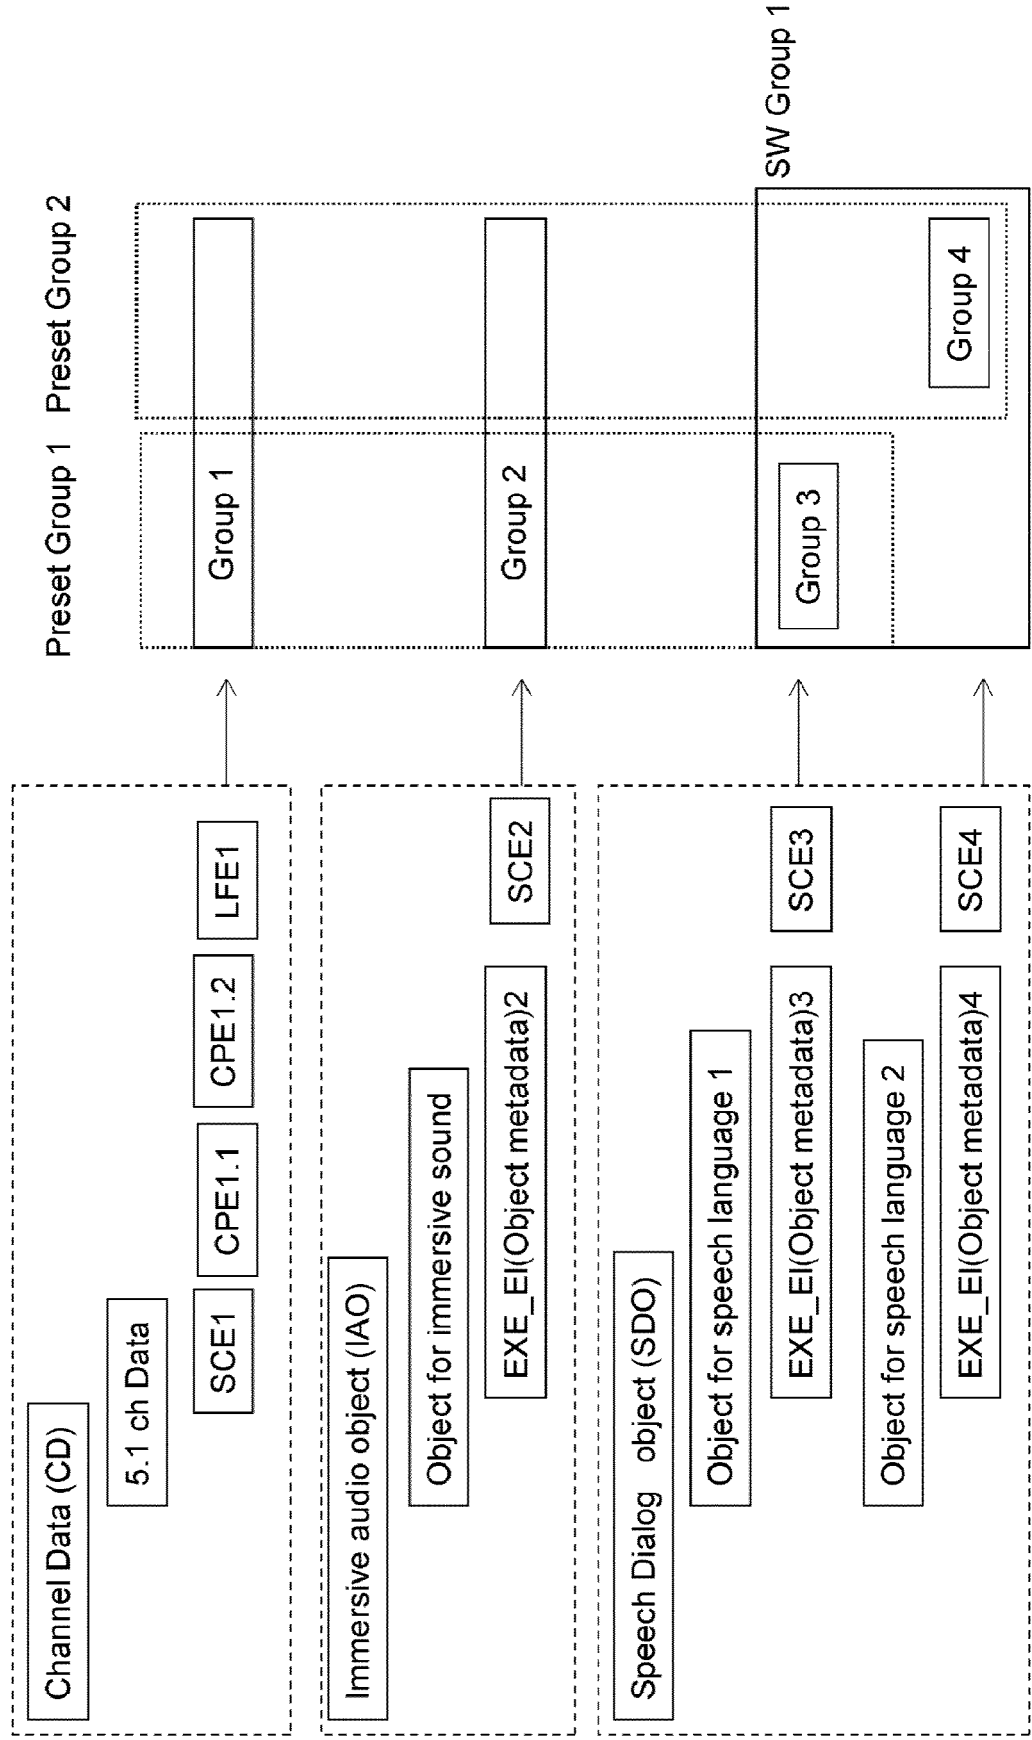 Preset Group 1
Preset Group 2
Channel Data (CD)
5.1 ch Data
SCE1
CPE1.1
CPE1.2
LFE1
Group 1
Immersive audio object (IAO)
Object for immersive sound
EXE_EI(Object metadata)2
SCE2
Group 2
Speech Dialog object (SDO)
Object for speech language 1
EXE_EI(Object metadata)3
SCE3
Group 3
Object for speech language 2
EXE_EI(Object metadata)4
SCE4
Group 4
SW Group 1